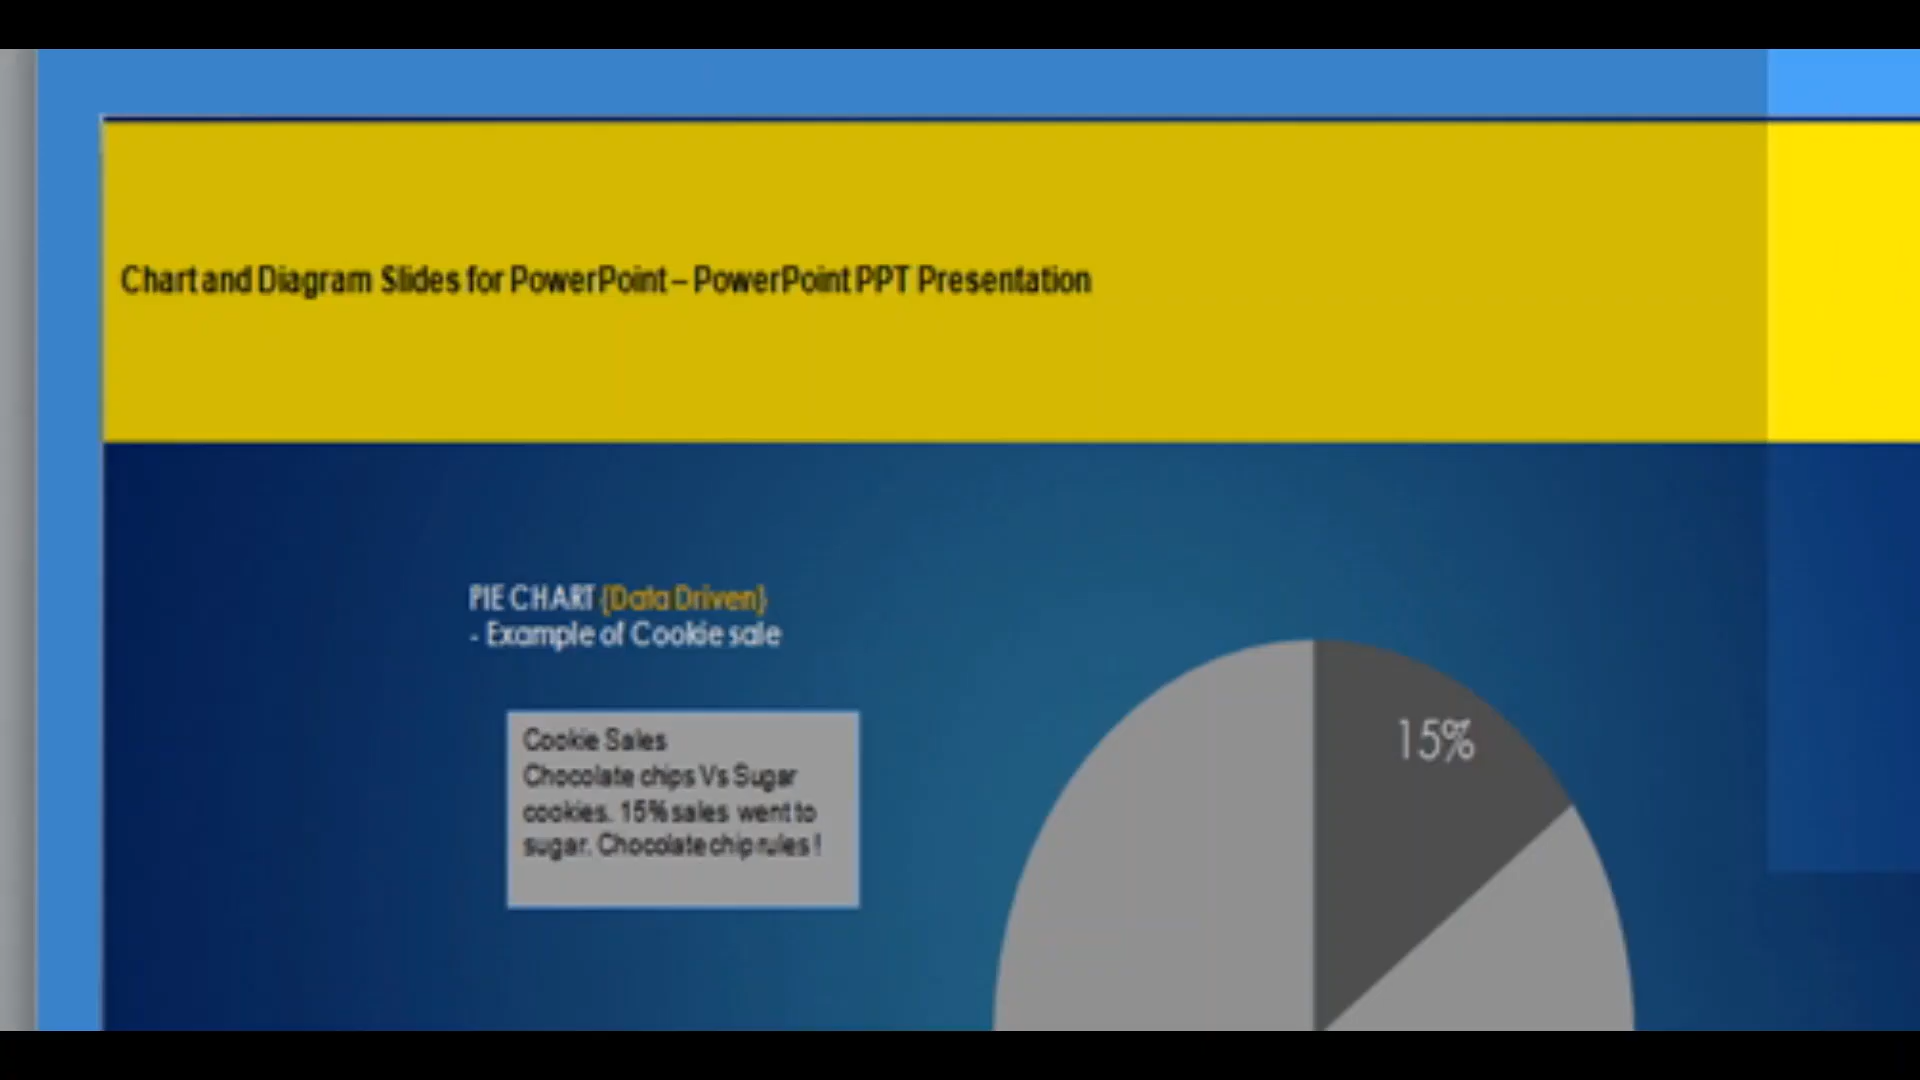 Chart and Diagram Slides for PowerPoint – PowerPoint PPT Presentation
PIE CHART (Data Driven)
- Example of Cookie sale
Cookie Sales
Chocolate chips Vs Sugar
cookies. 15% sales went to
sugar. Chocolate chip rules !
15%